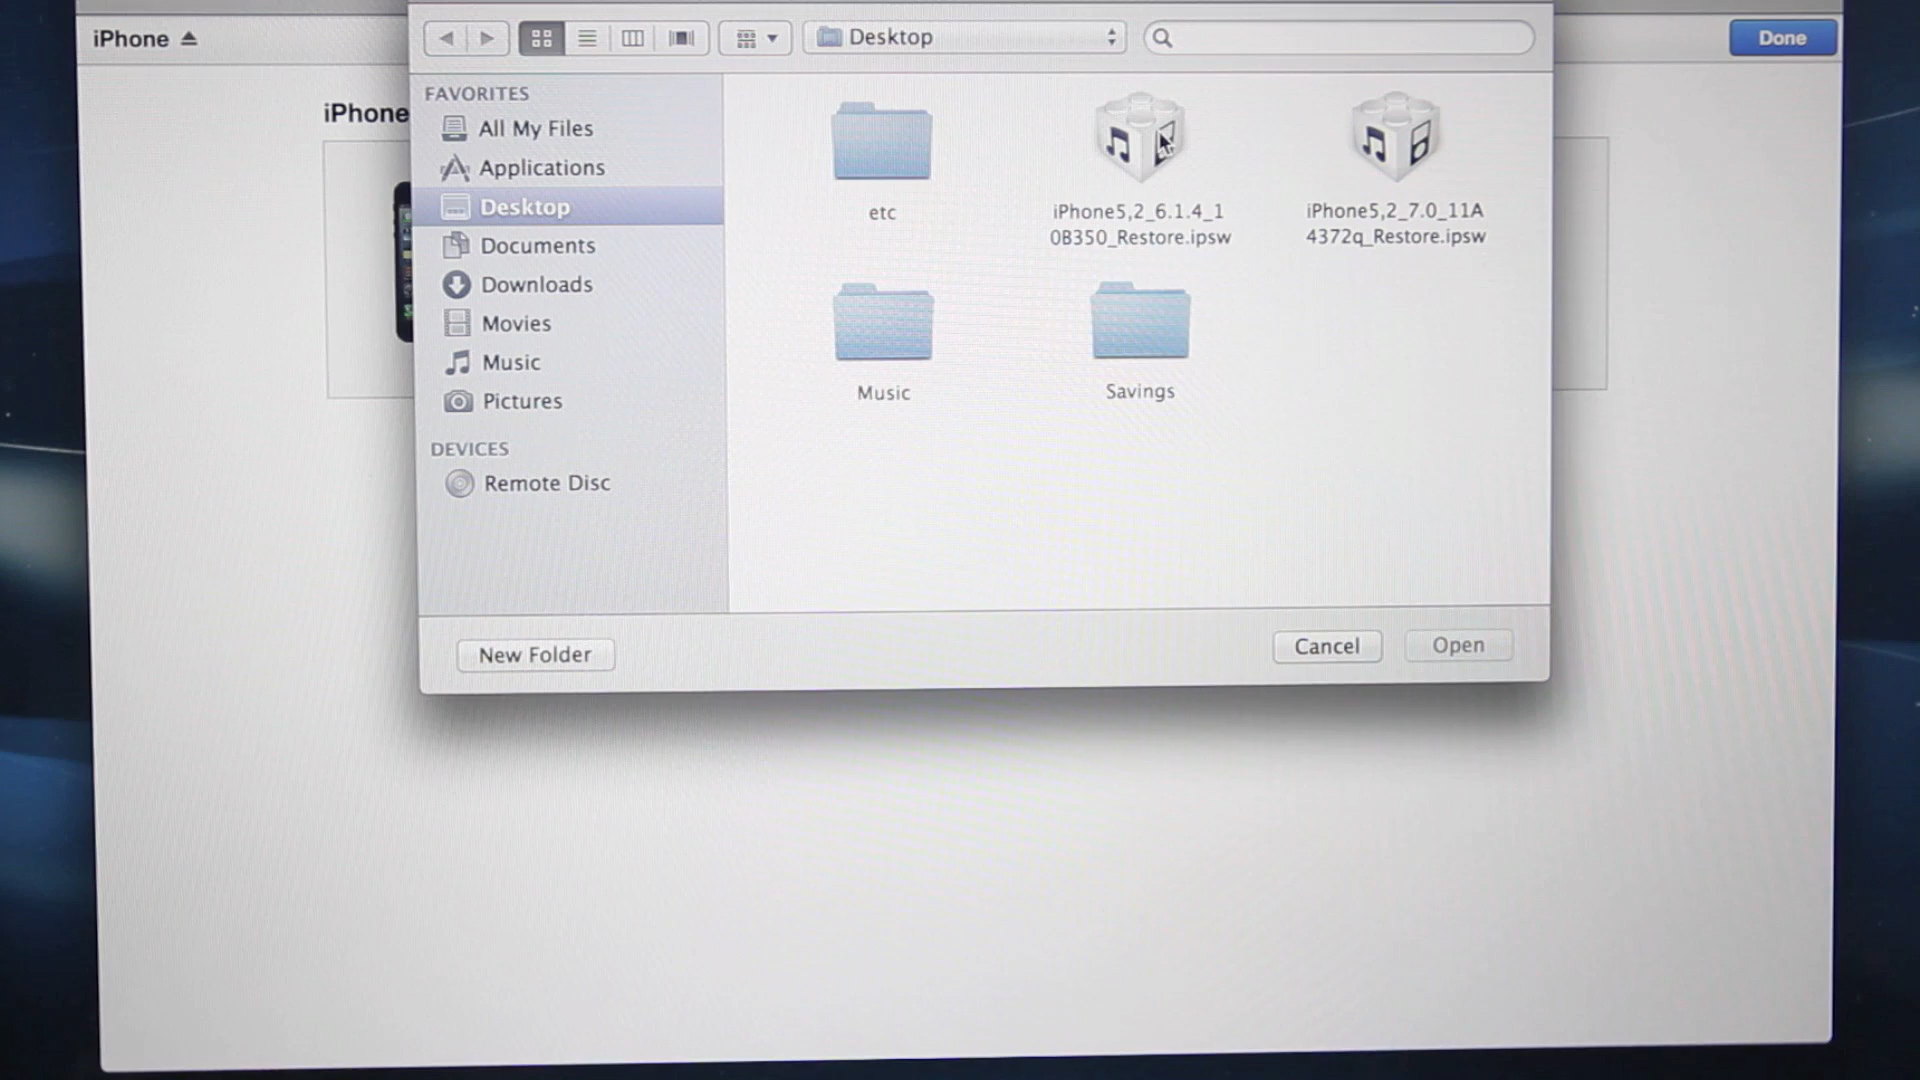 iPhone
Desktop
Done
iPhone
FAVORITES
All My Files
Applications
Desktop
Documents
Downloads
Movies
Music
Pictures
DEVICES
Remote Disc
etc
iPhone5,2_6.1.4_1
0B350_Restore.ipsw
iPhone5,2_7.0_11A
4372q_Restore.ipsw
Music
Savings
New Folder
Cancel
Open